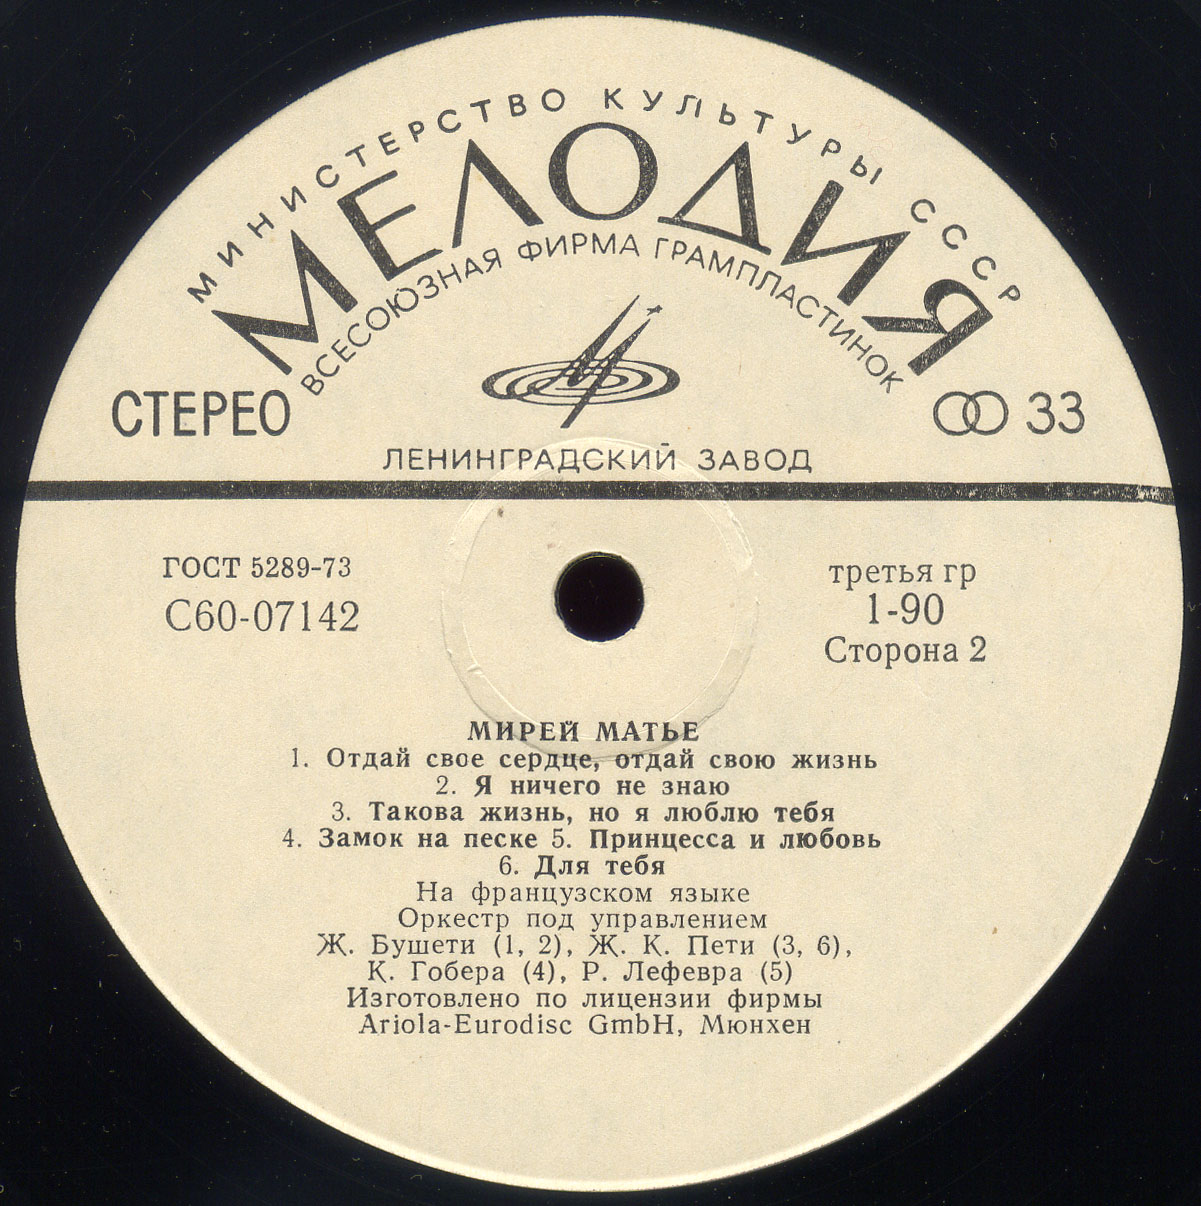 МИНИСТЕРСТВО КУЛЬТУРЫ СССР
МЕЛОДИЯ
ВСЕСОЮЗНАЯ ФИРМА ГРАМПЛАСТИНОК
СТЕРЕО
33
ЛЕНИНГРАДСКИЙ ЗАВОД
ГОСТ 5289-73
С60-07142
третья гр
1-90
Сторона 2
МИРЕЙ МАТЬЕ
1. Отдай свое сердце, отдай свою жизнь
2. Я ничего не знаю
3. Такова жизнь, но я люблю тебя
4. Замок на песке 5. Принцесса и любовь
6. Для тебя
На французском языке
Оркестр под управлением
Ж. Бушети (1, 2), Ж. К. Пети (3, 6),
К. Гобера (4), Р. Лефевра (5)
Изготовлено по лицензии фирмы
Ariola-Eurodisc GmbH, Мюнхен